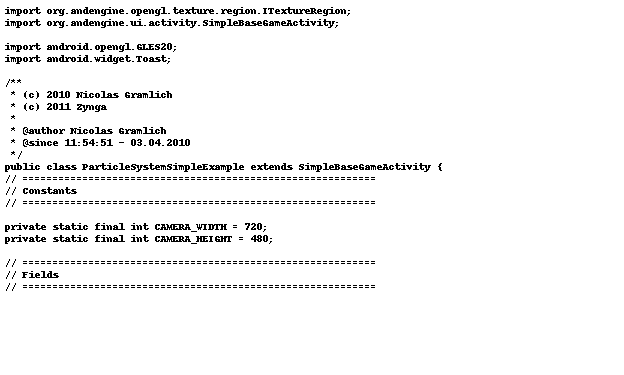 import org.andengine.opengl.texture.region.ITextureRegion;
import org.andengine.ui.activity.SimpleBaseGameActivity;

import android.opengl.GLES20;
import android.widget.Toast;

/**
 * (c) 2010 Nicolas Gramlich
 * (c) 2011 Zynga
 *
 * @author Nicolas Gramlich
 * @since 11:54:51 - 03.04.2010
 */
public class ParticleSystemSimpleExample extends SimpleBaseGameActivity {
// ===========================================================
// Constants
// ===========================================================

private static final int CAMERA_WIDTH = 720;
private static final int CAMERA_HEIGHT = 480;

// ===========================================================
// Fields
// ===========================================================